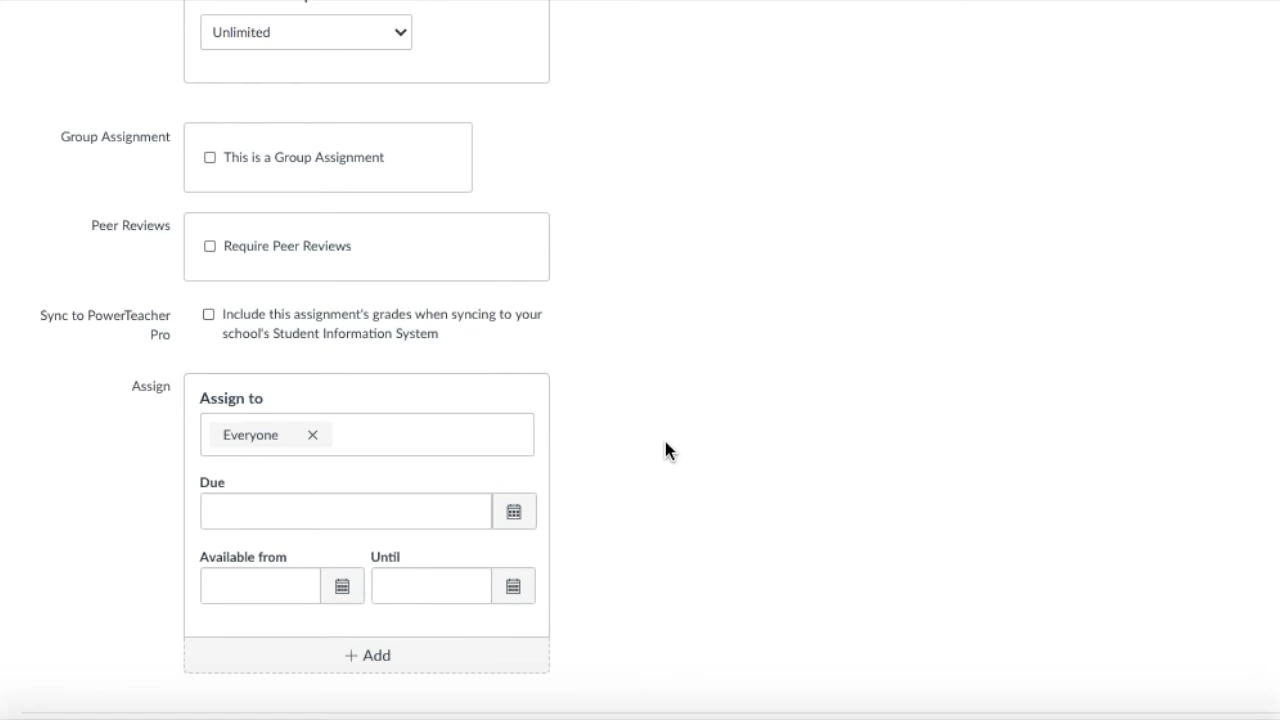 Unlimited
Group Assignment
This is a Group Assignment
Peer Reviews
Require Peer Reviews
Sync to PowerTeacher
Pro
Include this assignment's grades when syncing to your
school's Student Information System
Assign
Assign to
Everyone
Due
Available from
Until
+ Add